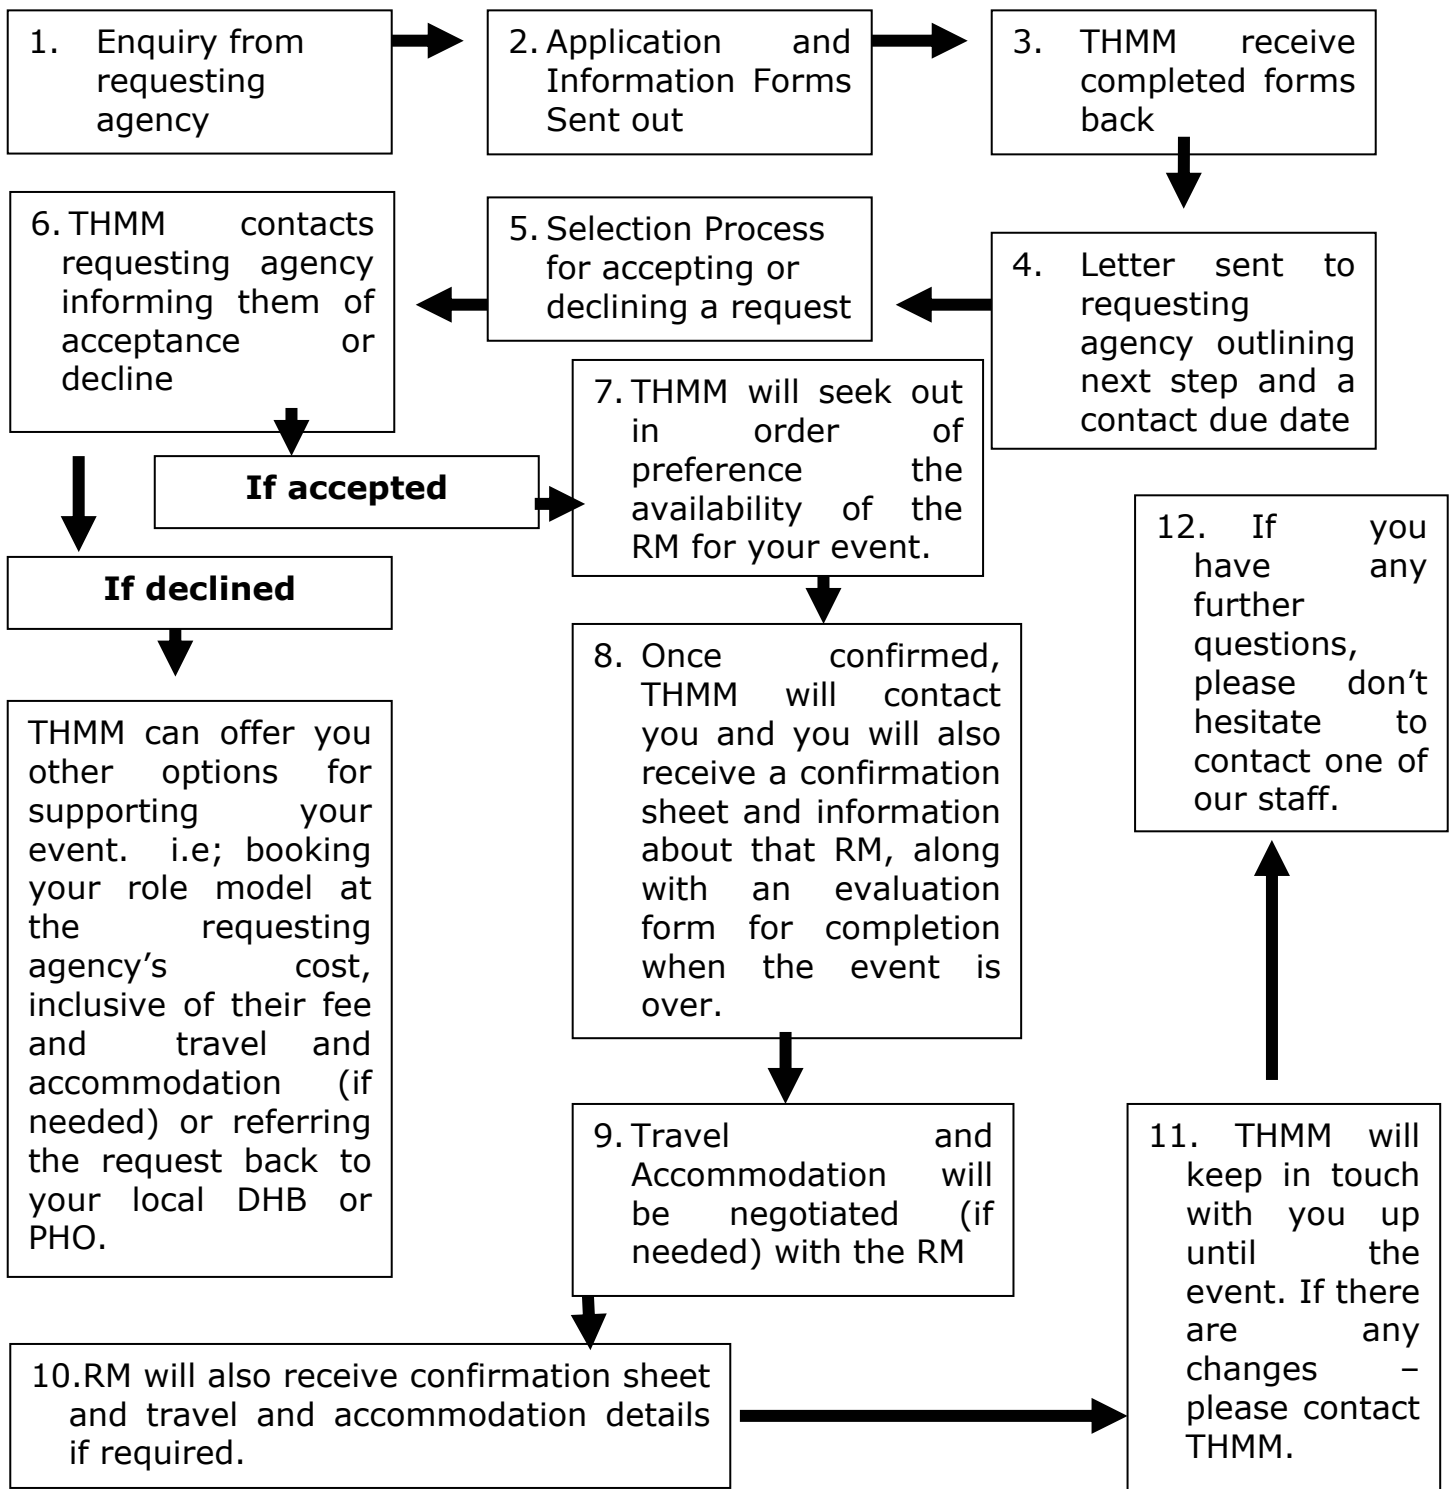 1. Enquiry from
requesting
agency
2. Application and
Information Forms
Sent out
3. THMM receive
completed forms
back
4. Letter sent to
requesting
agency outlining
next step and a
contact due date
5. Selection Process
for accepting or
declining a request
6. THMM contacts
requesting agency
informing them of
acceptance or
decline
If accepted
If declined
THMM can offer you
other options for
supporting your
event. i.e; booking
your role model at
the requesting
agency’s cost,
inclusive of their fee
and travel and
accommodation (if
needed) or referring
the request back to
your local DHB or
PHO.
7. THMM will seek out
in order of
preference the
availability of the
RM for your event.
8. Once confirmed,
THMM will contact
you and you will also
receive a confirmation
sheet and information
about that RM, along
with an evaluation
form for completion
when the event is
over.
9. Travel and
Accommodation will
be negotiated (if
needed) with the RM
10.RM will also receive confirmation sheet
and travel and accommodation details
if required.
11. THMM will
keep in touch
with you up
until the
event. If there
are any
changes –
please contact
THMM.
12. If you
have any
further
questions,
please don’t
hesitate to
contact one of
our staff.